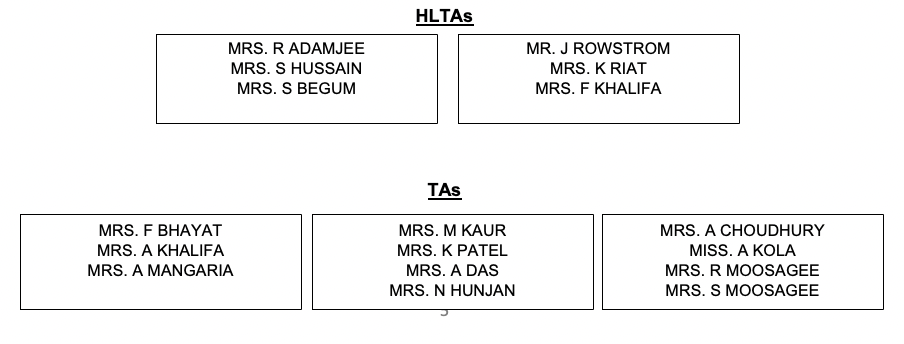 HLTAs
MRS. R ADAMJEE
MRS. S HUSSAIN
MRS. S BEGUM
MR. J ROWSTROM
MRS. K RIAT
MRS. F KHALIFA
TAs
MRS. F BHAYAT
MRS. A KHALIFA
MRS. A MANGARIA
MRS. M KAUR
MRS. K PATEL
MRS. A DAS
MRS. N HUNJAN
MRS. A CHOUDHURY
MISS. A KOLA
MRS. R MOOSAGEE
MRS. S MOOSAGEE